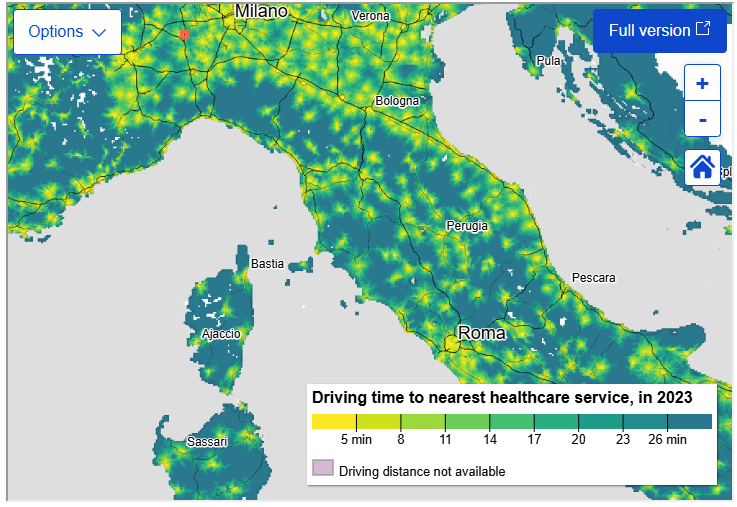 Options
Full version
Milano
Verona
Pula
+
-
Bologna
Perugia
Bastia
Pescara
Ajaccio
Roma
Sassari
Driving time to nearest healthcare service, in 2023
5 min 8 11 14 17 20 23 26 min
Driving distance not available